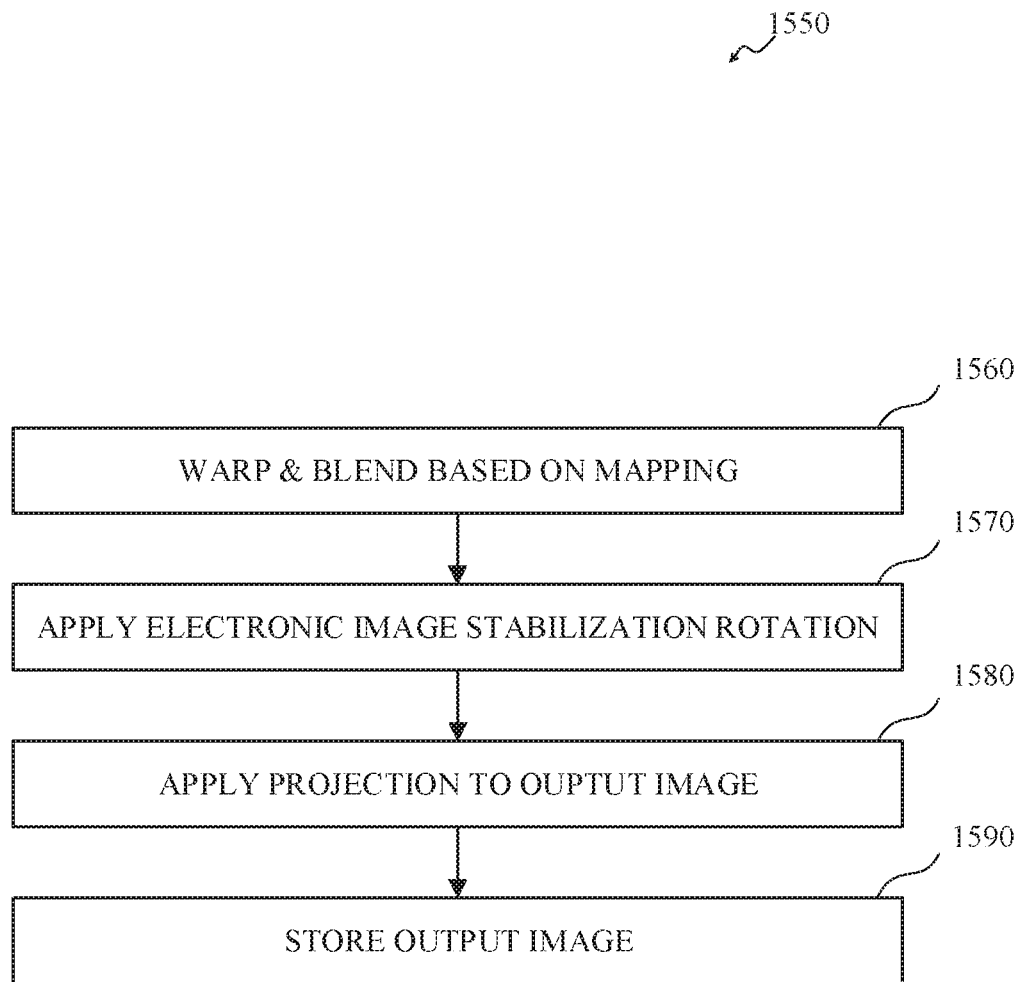 1550
1560
WARP & BLEND BASED ON MAPPING
1570
APPLY ELECTRONIC IMAGE STABILIZATION ROTATION
1580
APPLY PROJECTION TO OUPTUT IMAGE
1590
STORE OUTPUT IMAGE